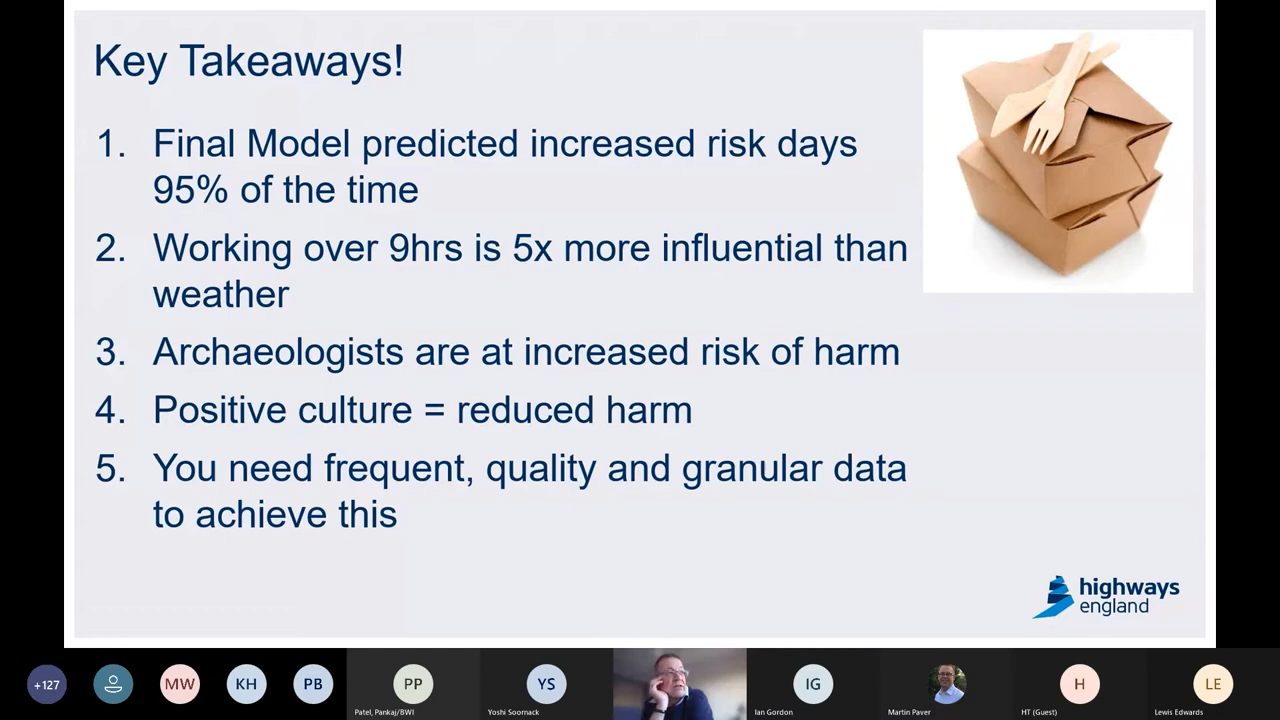 Key Takeaways!
1. Final Model predicted increased risk days
95% of the time
2. Working over 9hrs is 5x more influential than
weather
3. Archaeologists are at increased risk of harm
4. Positive culture = reduced harm
5. You need frequent, quality and granular data
to achieve this
highways
england
+127
MW
KH
PB
PP
YS
IG
H
LE
Patel, Pankaj/BWI
Yoshi Soornack
Ian Gordon
Martin Paver
HT (Guest)
Lewis Edwards